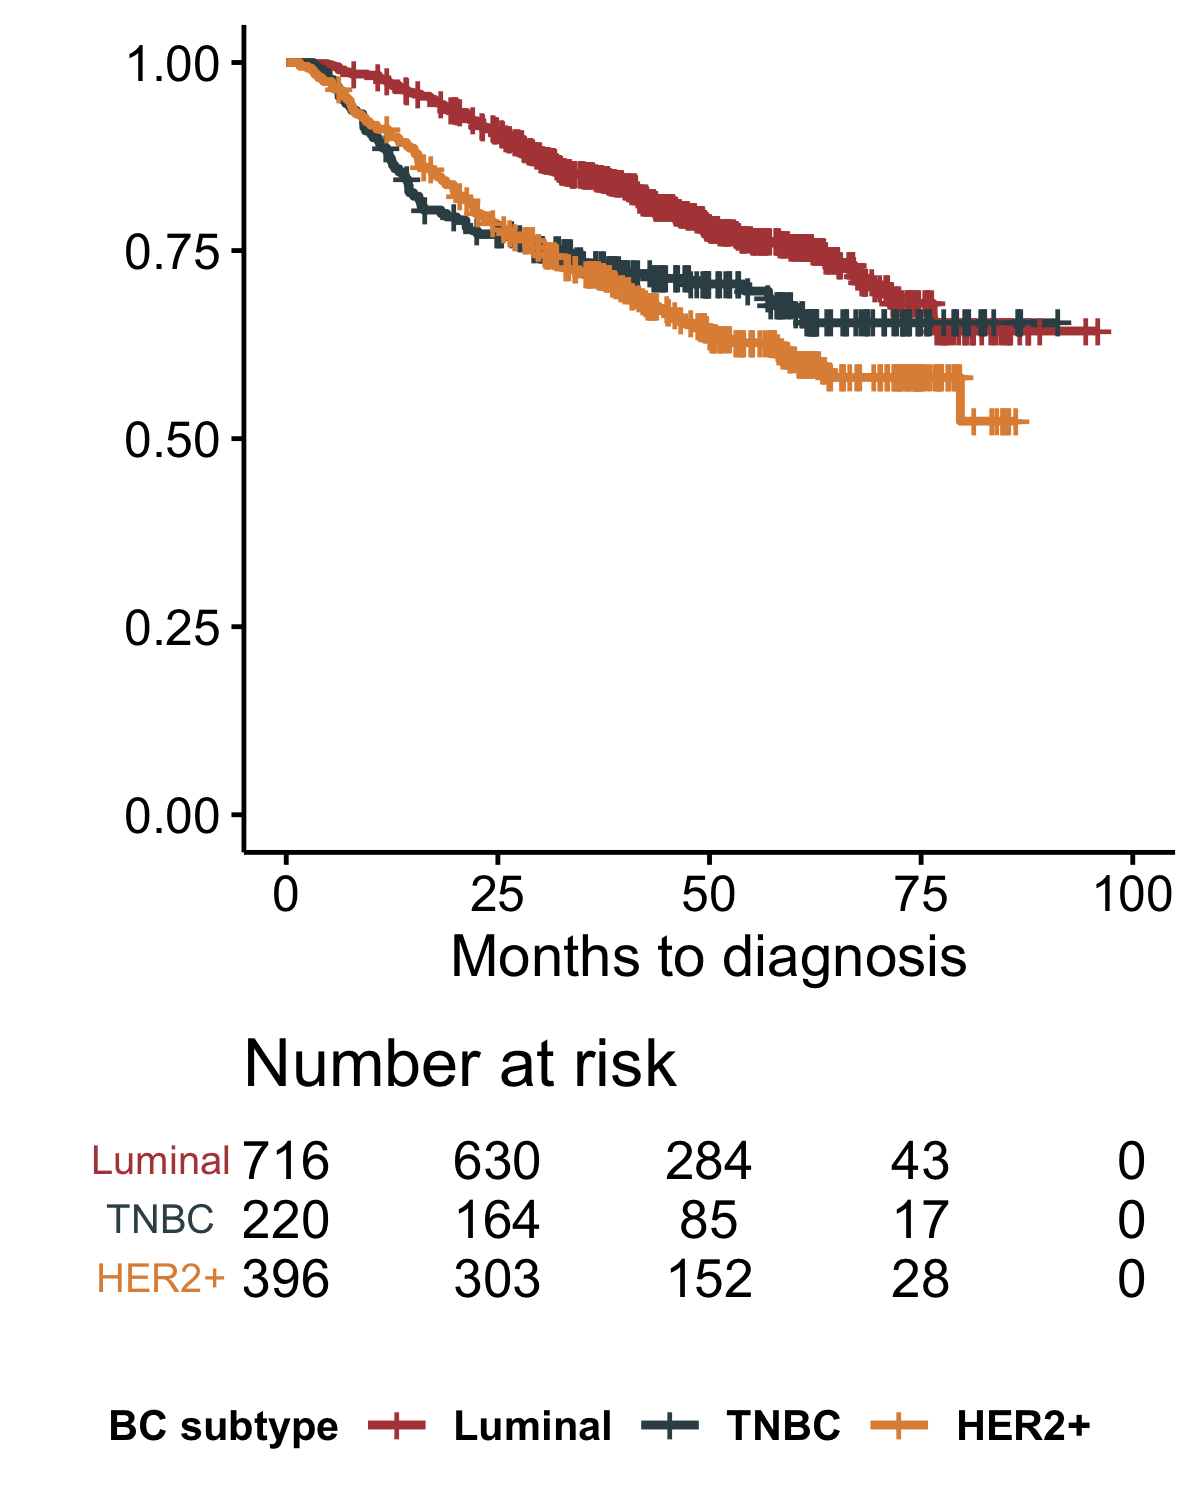 1.00
0.75
0.50
0.25
0.00
0 25 50 75 100
Months to diagnosis
Number at risk
Luminal 716 630 284 43 0
TNBC 220 164 85 17 0
HER2+ 396 303 152 28 0
BC subtype Luminal TNBC HER2+